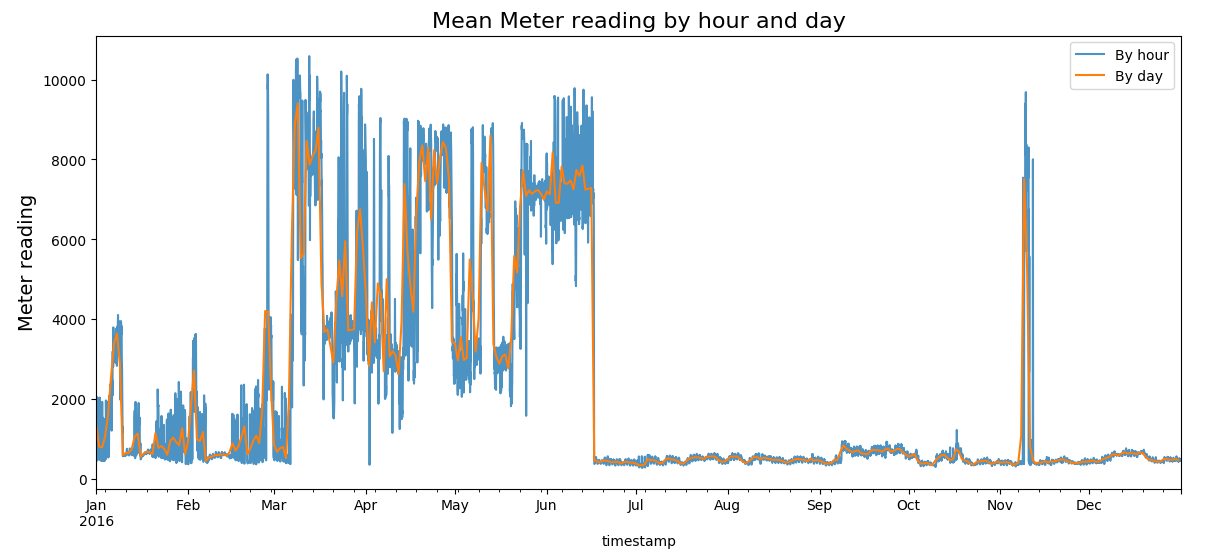 Mean Meter reading by hour and day
By hour
By day
Meter reading
10000
8000
6000
4000
2000
0
Jan Feb Mar Apr May Jun Jul Aug Sep Oct Nov Dec
2016
timestamp